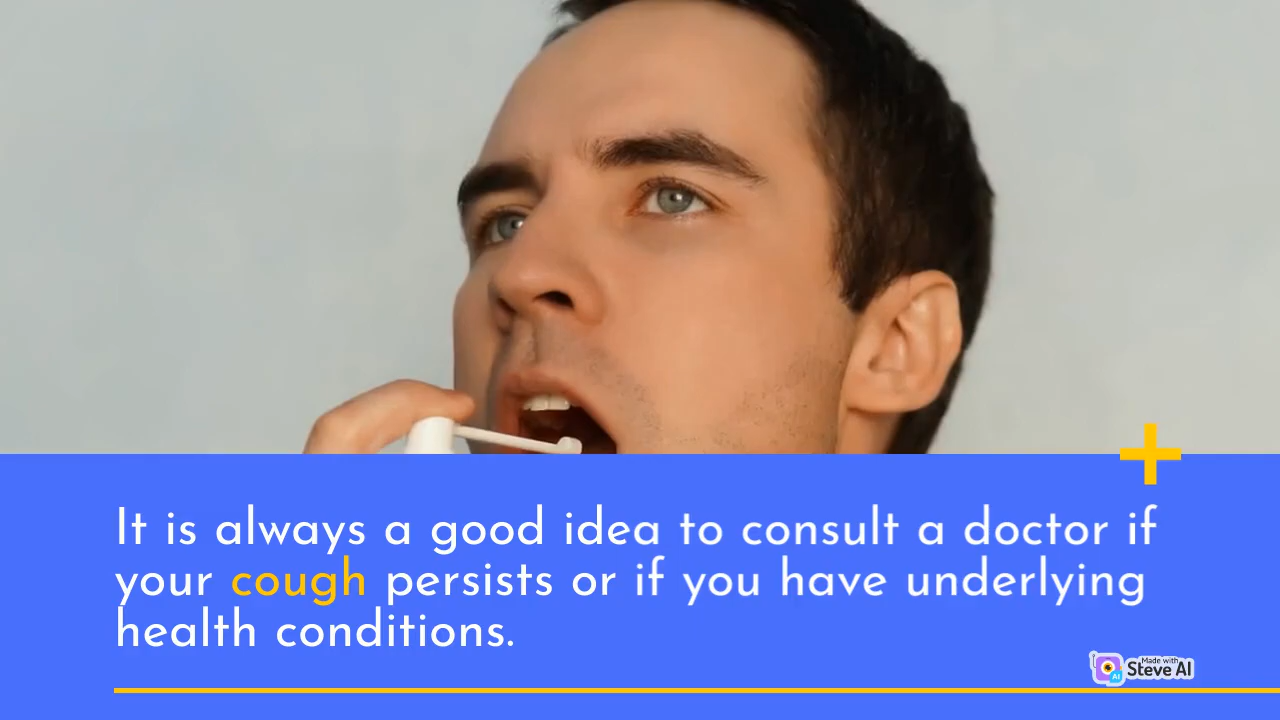 It is always a good idea to consult a doctor if
your cough persists or if you have underlying
health conditions.
Made with
Steve AI
AI